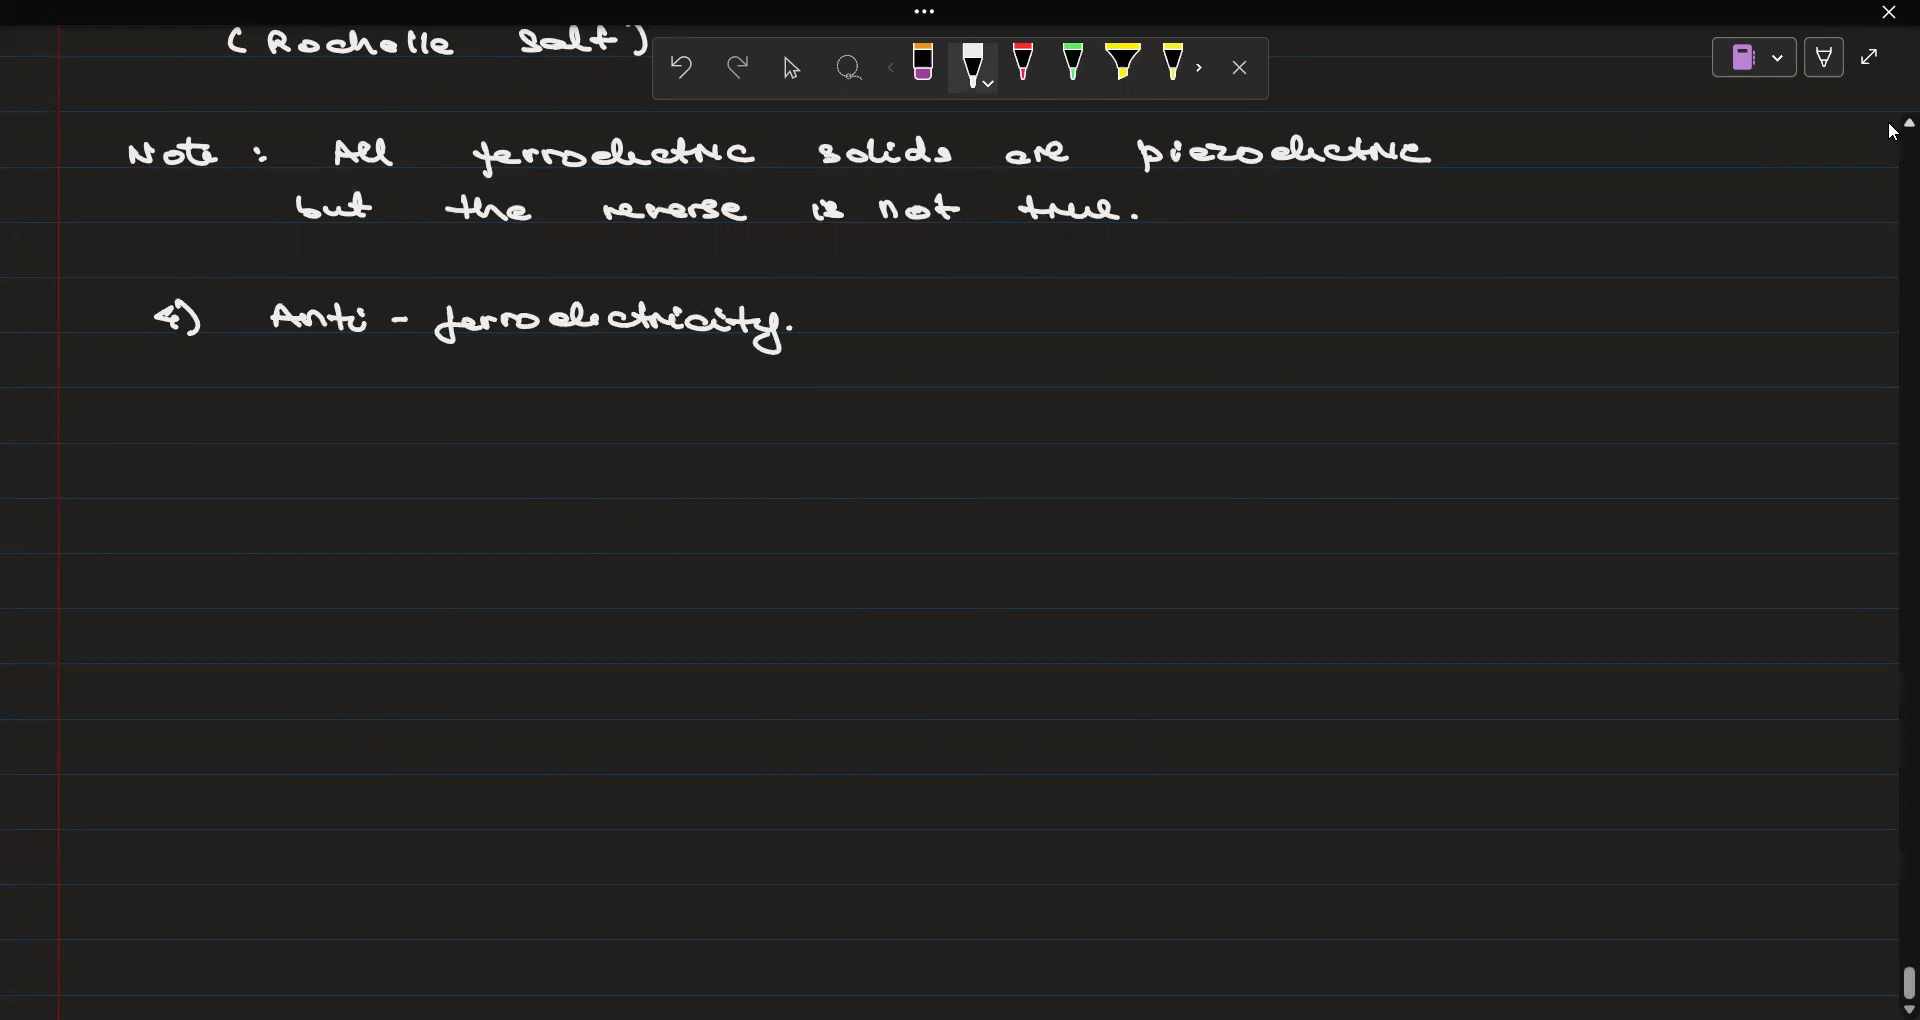 (Rochelle Salt)
Note : All ferroelectric solids are piezoelectric
but the reverse is not true.
4) Anti - ferroelectricity.